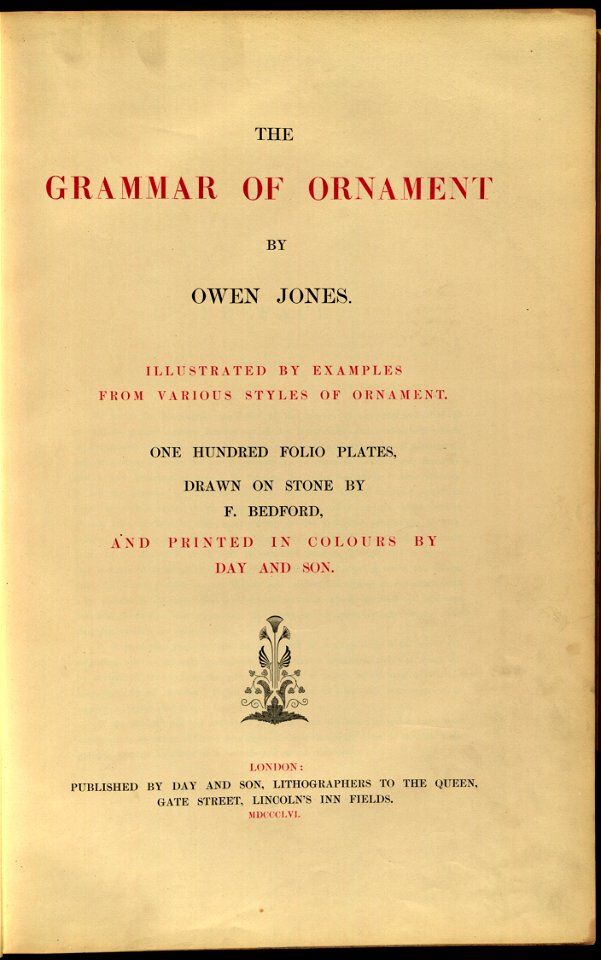 THE
GRAMMAR OF ORNAMENT
BY
OWEN JONES.
ILLUSTRATED BY EXAMPLES
FROM VARIOUS STYLES OF ORNAMENT.
ONE HUNDRED FOLIO PLATES,
DRAWN ON STONE BY
F. BEDFORD,
AND PRINTED IN COLOURS BY
DAY AND SON.
LONDON:
PUBLISHED BY DAY AND SON, LITHOGRAPHERS TO THE QUEEN,
GATE STREET, LINCOLN'S INN FIELDS.
MDCCCLVI.